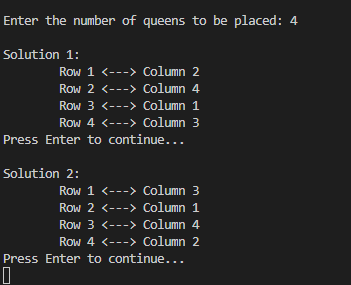 Enter the number of queens to be placed: 4
Solution 1:
Row 1 <---> Column 2
Row 2 <---> Column 4
Row 3 <---> Column 1
Row 4 <---> Column 3
Press Enter to continue...
Solution 2:
Row 1 <---> Column 3
Row 2 <---> Column 1
Row 3 <---> Column 4
Row 4 <---> Column 2
Press Enter to continue...